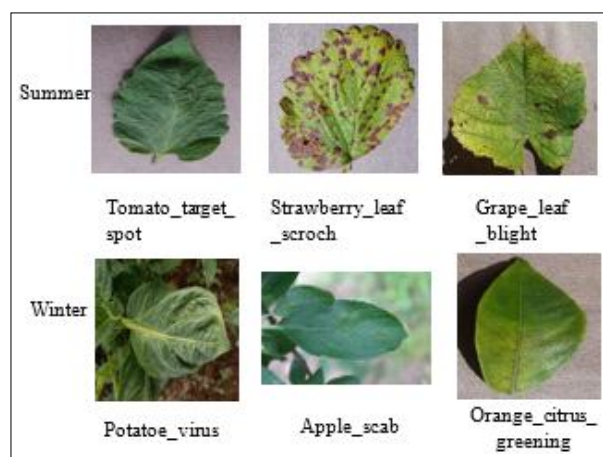 Summer
Tomato_target_
spot
Strawberry_leaf
_scroch
Grape_leaf
_blight
Winter
Potatoe_virus
Apple_scab
Orange_citrus_
greening